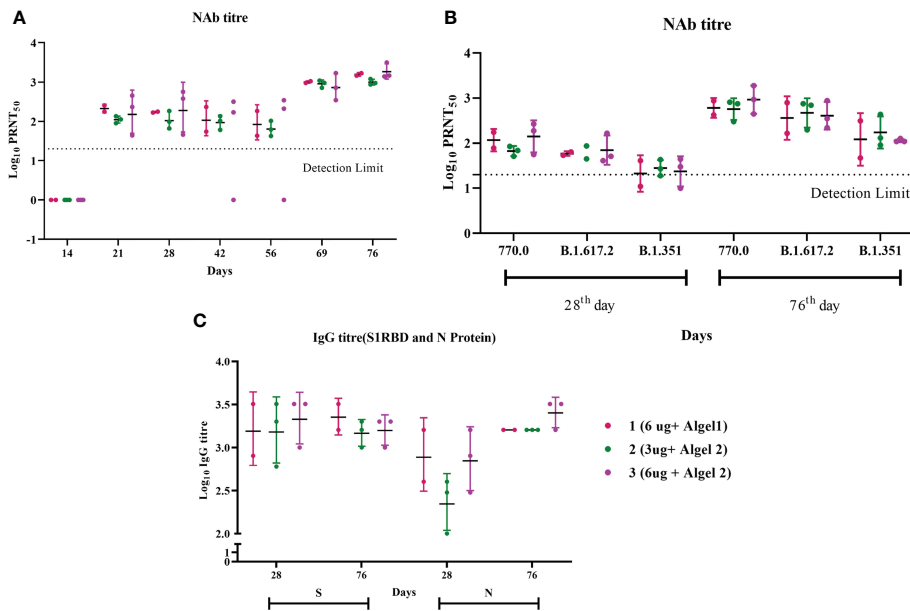 A
NAb titre
Log10 PRNT50
4
3
2
1
0
-1
Detection Limit
14 21 28 42 56 69 76
Days
B
NAb titre
Log10 PRNT50
4
3
2
1
0
Detection Limit
770.0 B.1.617.2 B.1.351 770.0 B.1.617.2 B.1.351
28th day 76th day
Days
C
IgG titre(S1RBD and N Protein)
Log10 IgG titre
4.0
3.5
3.0
2.5
2.0
1
0
28 76 28 76
S Days N
1 (6 ug+ Algel1)
2 (3ug+ Algel 2)
3 (6ug + Algel 2)